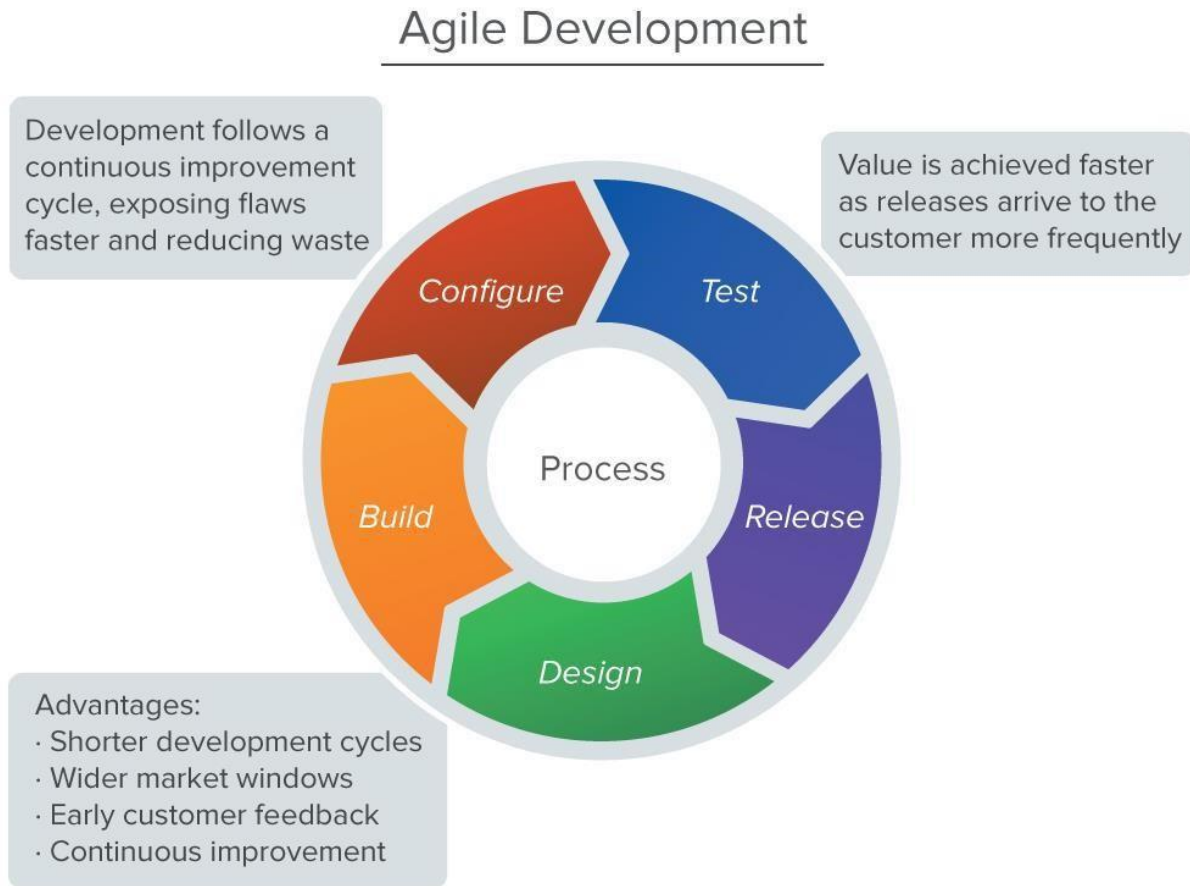 Agile Development
Development follows a
continuous improvement
cycle, exposing flaws
faster and reducing waste
Value is achieved faster
as releases arrive to the
customer more frequently
Configure
Test
Process
Build
Release
Design
Advantages:
· Shorter development cycles
· Wider market windows
· Early customer feedback
· Continuous improvement